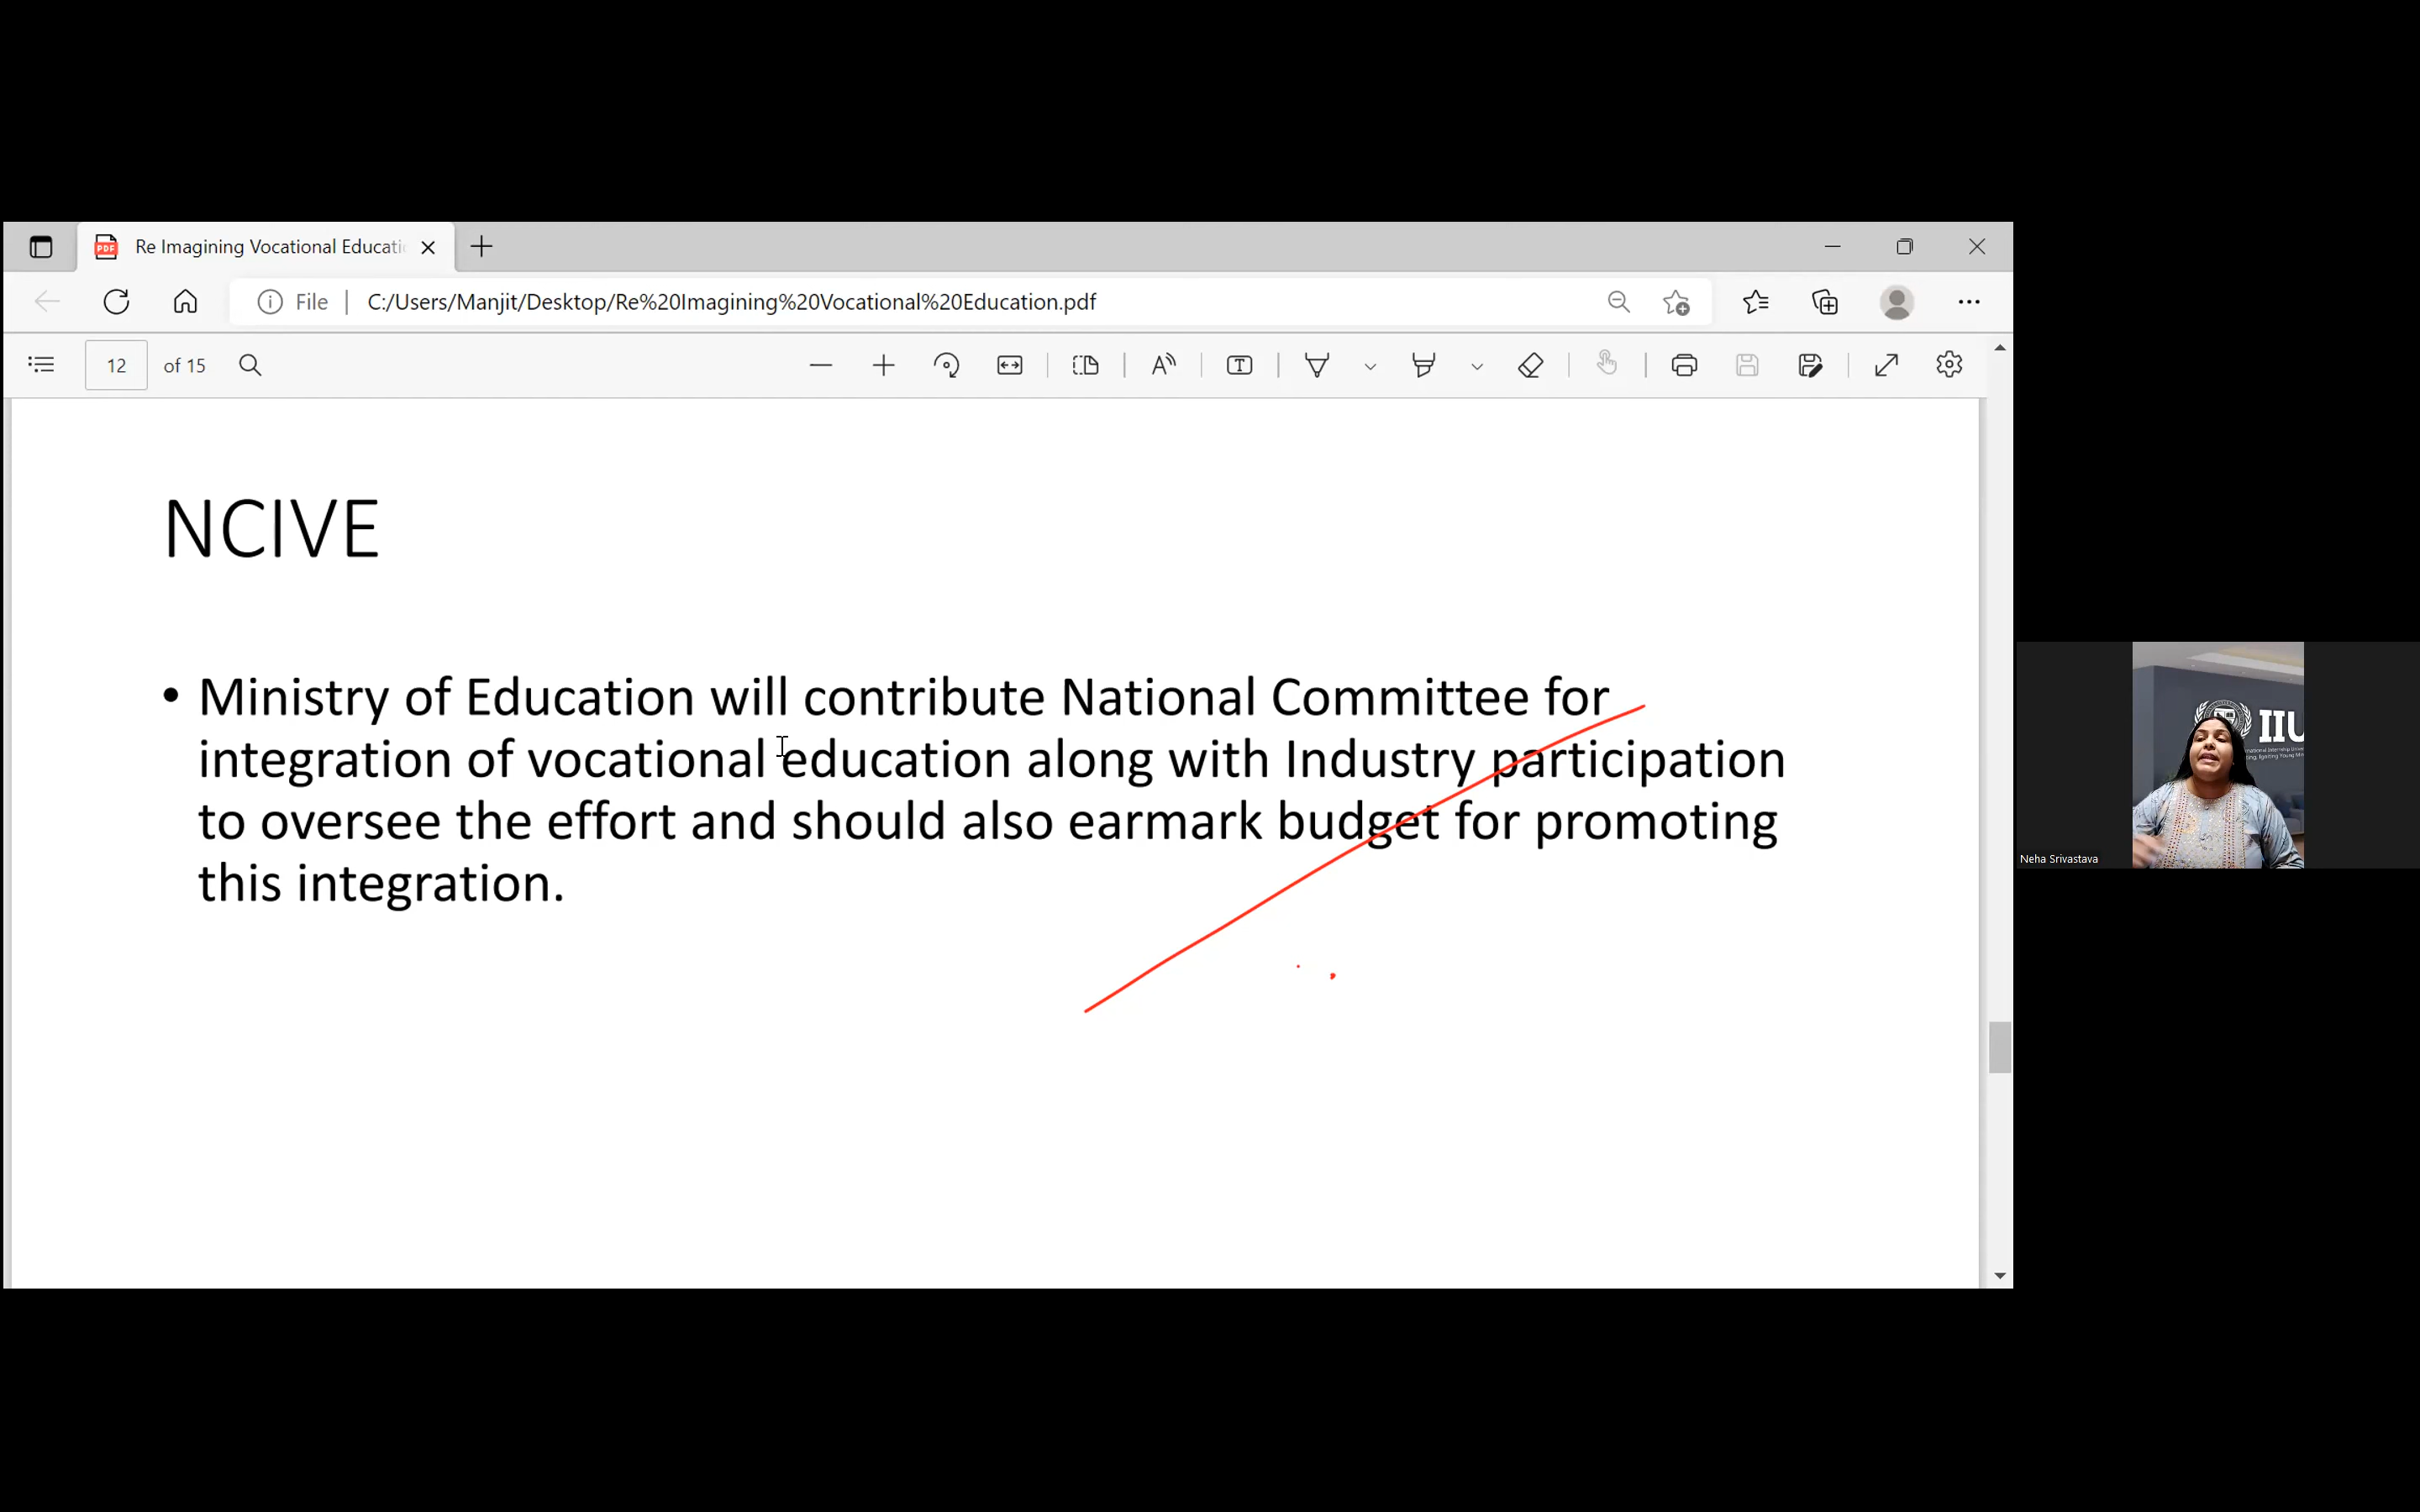 Re Imagining Vocational Educati
File
C:/Users/Manjit/Desktop/Re%20Imagining%20Vocational%20Education.pdf
12 of 15
NCIVE
• Ministry of Education will contribute National Committee for
integration of vocational education along with Industry participation
to oversee the effort and should also earmark budget for promoting
this integration.
IIU
Neha Srivastava